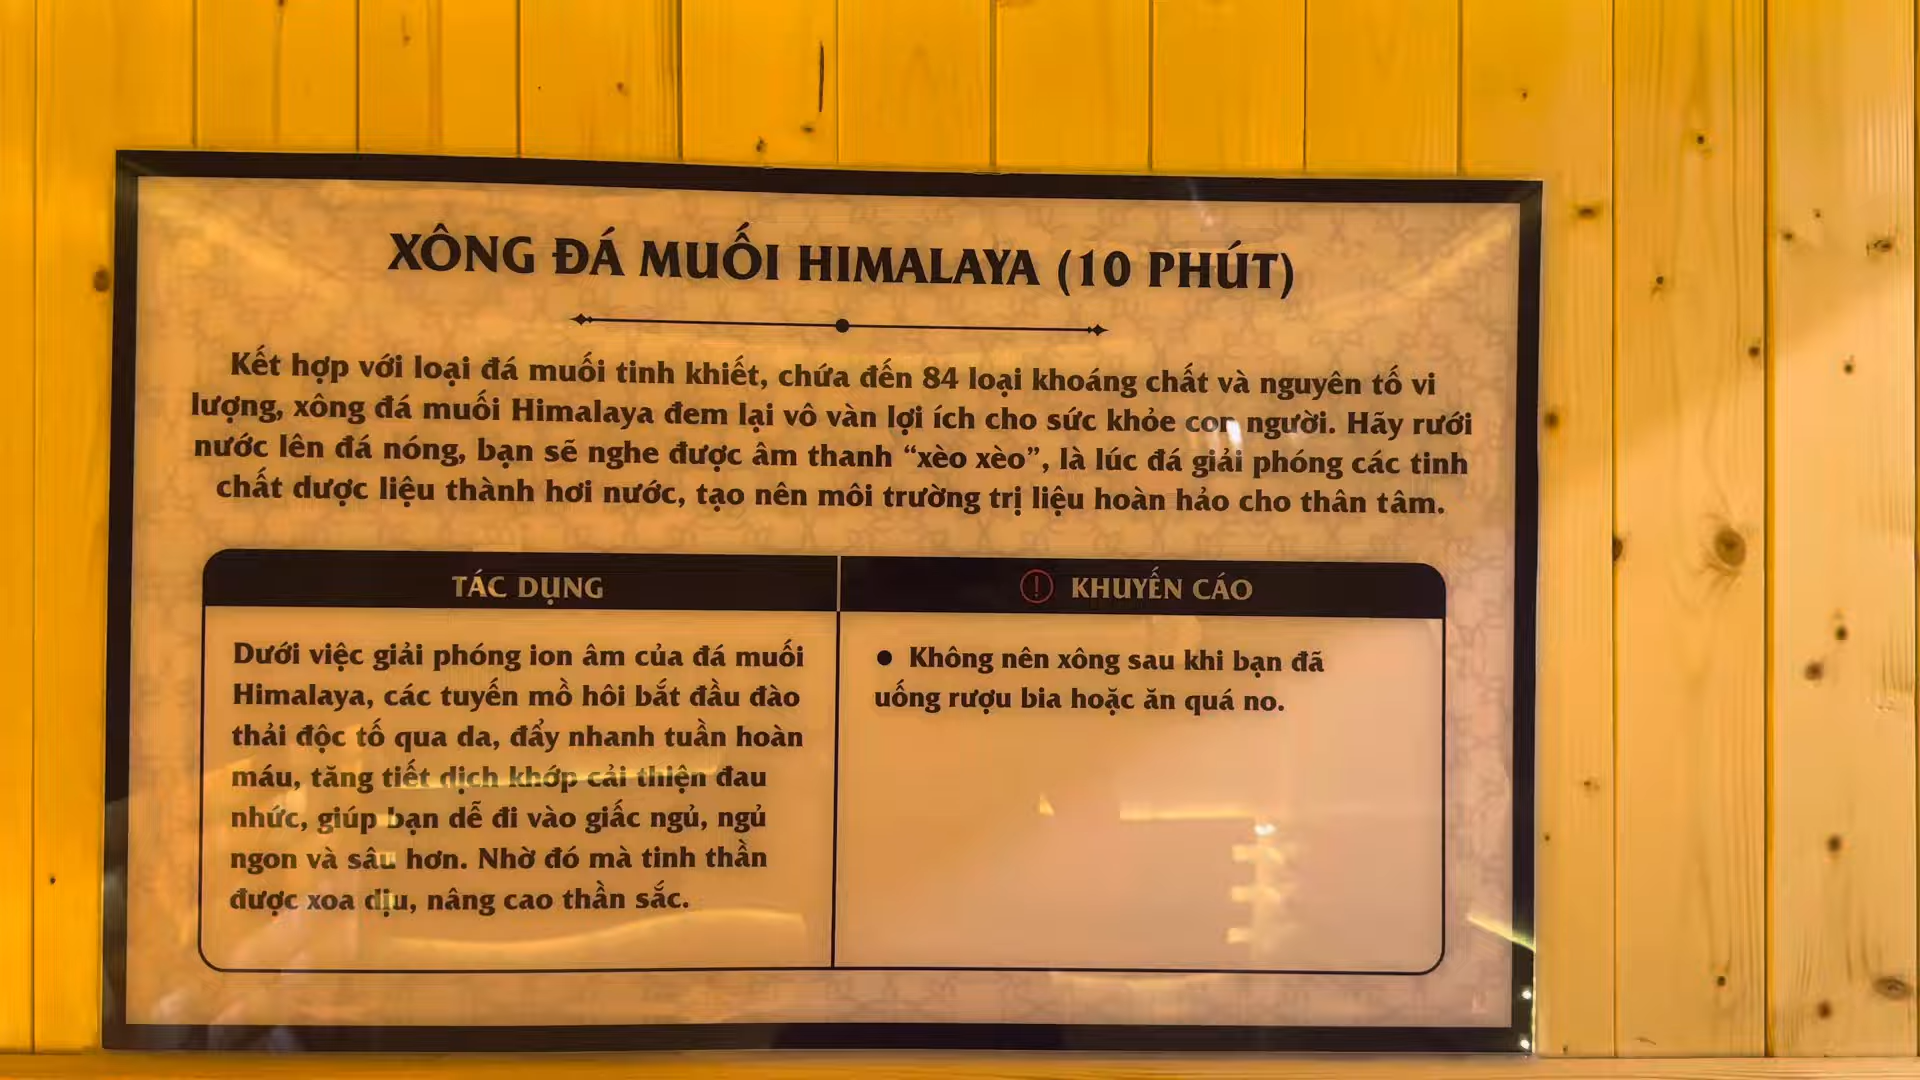 XÔNG ĐÁ MUỐI HIMALAYA (10 PHÚT)
Kết hợp với loại đá muối tinh khiết, chứa đến 84 loại khoáng chất và nguyên tố vi
lượng, xông đá muối Himalaya đem lại vô vàn lợi ích cho sức khỏe con người. Hãy rưới
nước lên đá nóng, bạn sẽ nghe được âm thanh “xèo xèo”, là lúc đá giải phóng các tinh
chất dược liệu thành hơi nước, tạo nên môi trường trị liệu hoàn hảo cho thân tâm.
TÁC DỤNG
Dưới việc giải phóng ion âm của đá muối
Himalaya, các tuyến mồ hôi bắt đầu đào
thải độc tố qua da, đẩy nhanh tuần hoàn
máu, tăng tiết dịch khớp cải thiện đau
nhức, giúp bạn dễ đi vào giấc ngủ, ngủ
ngon và sâu hơn. Nhờ đó mà tinh thần
được xoa dịu, nâng cao thần sắc.
KHUYẾN CÁO
● Không nên xông sau khi bạn đã
uống rượu bia hoặc ăn quá no.